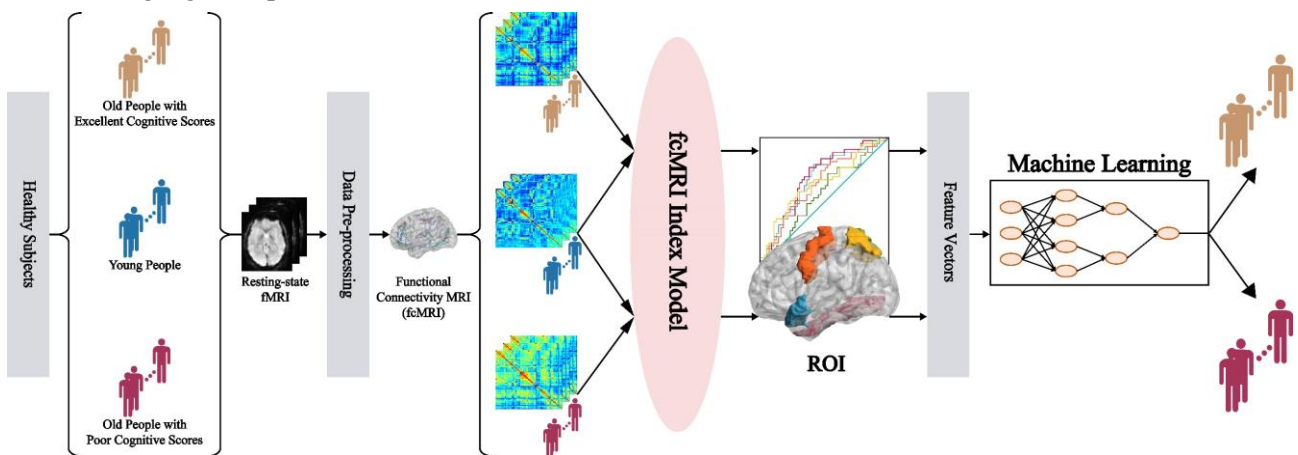 Healthy Subjects
Old People with
Excellent Cognitive Scores
Young People
Old People with
Poor Cognitive Scores
Resting-state
fMRI
Data Pre-processing
Functional
Connectivity MRI
(fcMRI)
fcMRI Index Model
ROI
Feature Vectors
Machine Learning